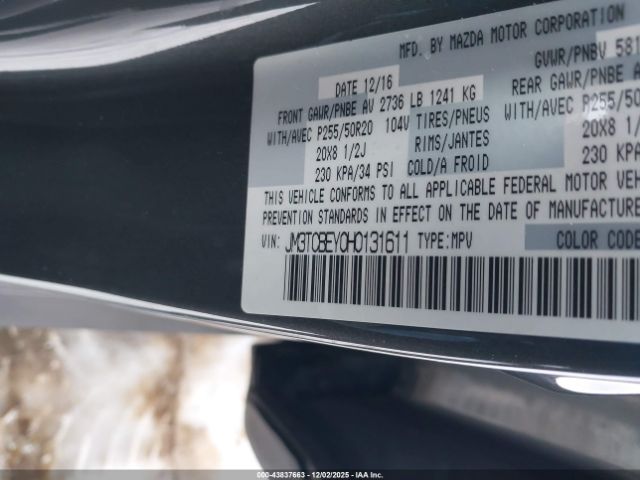 MFD. BY MAZDA MOTOR CORPORATION
DATE 12/16 GVWR/PNBV 581
FRONT GAWR/PNBE AV 2736 LB 1241 KG REAR GAWR/PNBE A
WITH/AVEC P255/50R20 104V TIRES/PNEUS WITH/AVEC P255/50
20X8 1/2J RIMS/JANTES 20X8 1/
230 KPA/34 PSI COLD/A FROID 230 KPA
THIS VEHICLE CONFORMS TO ALL APPLICABLE FEDERAL MOTOR VEHIC
PREVENTION STANDARDS IN EFFECT ON THE DATE OF MANUFACTURE
VIN: JM3TCBEY0H0131611 TYPE:MPV COLOR CODE
000-43837663 - 12/02/2025 - IAA Inc.